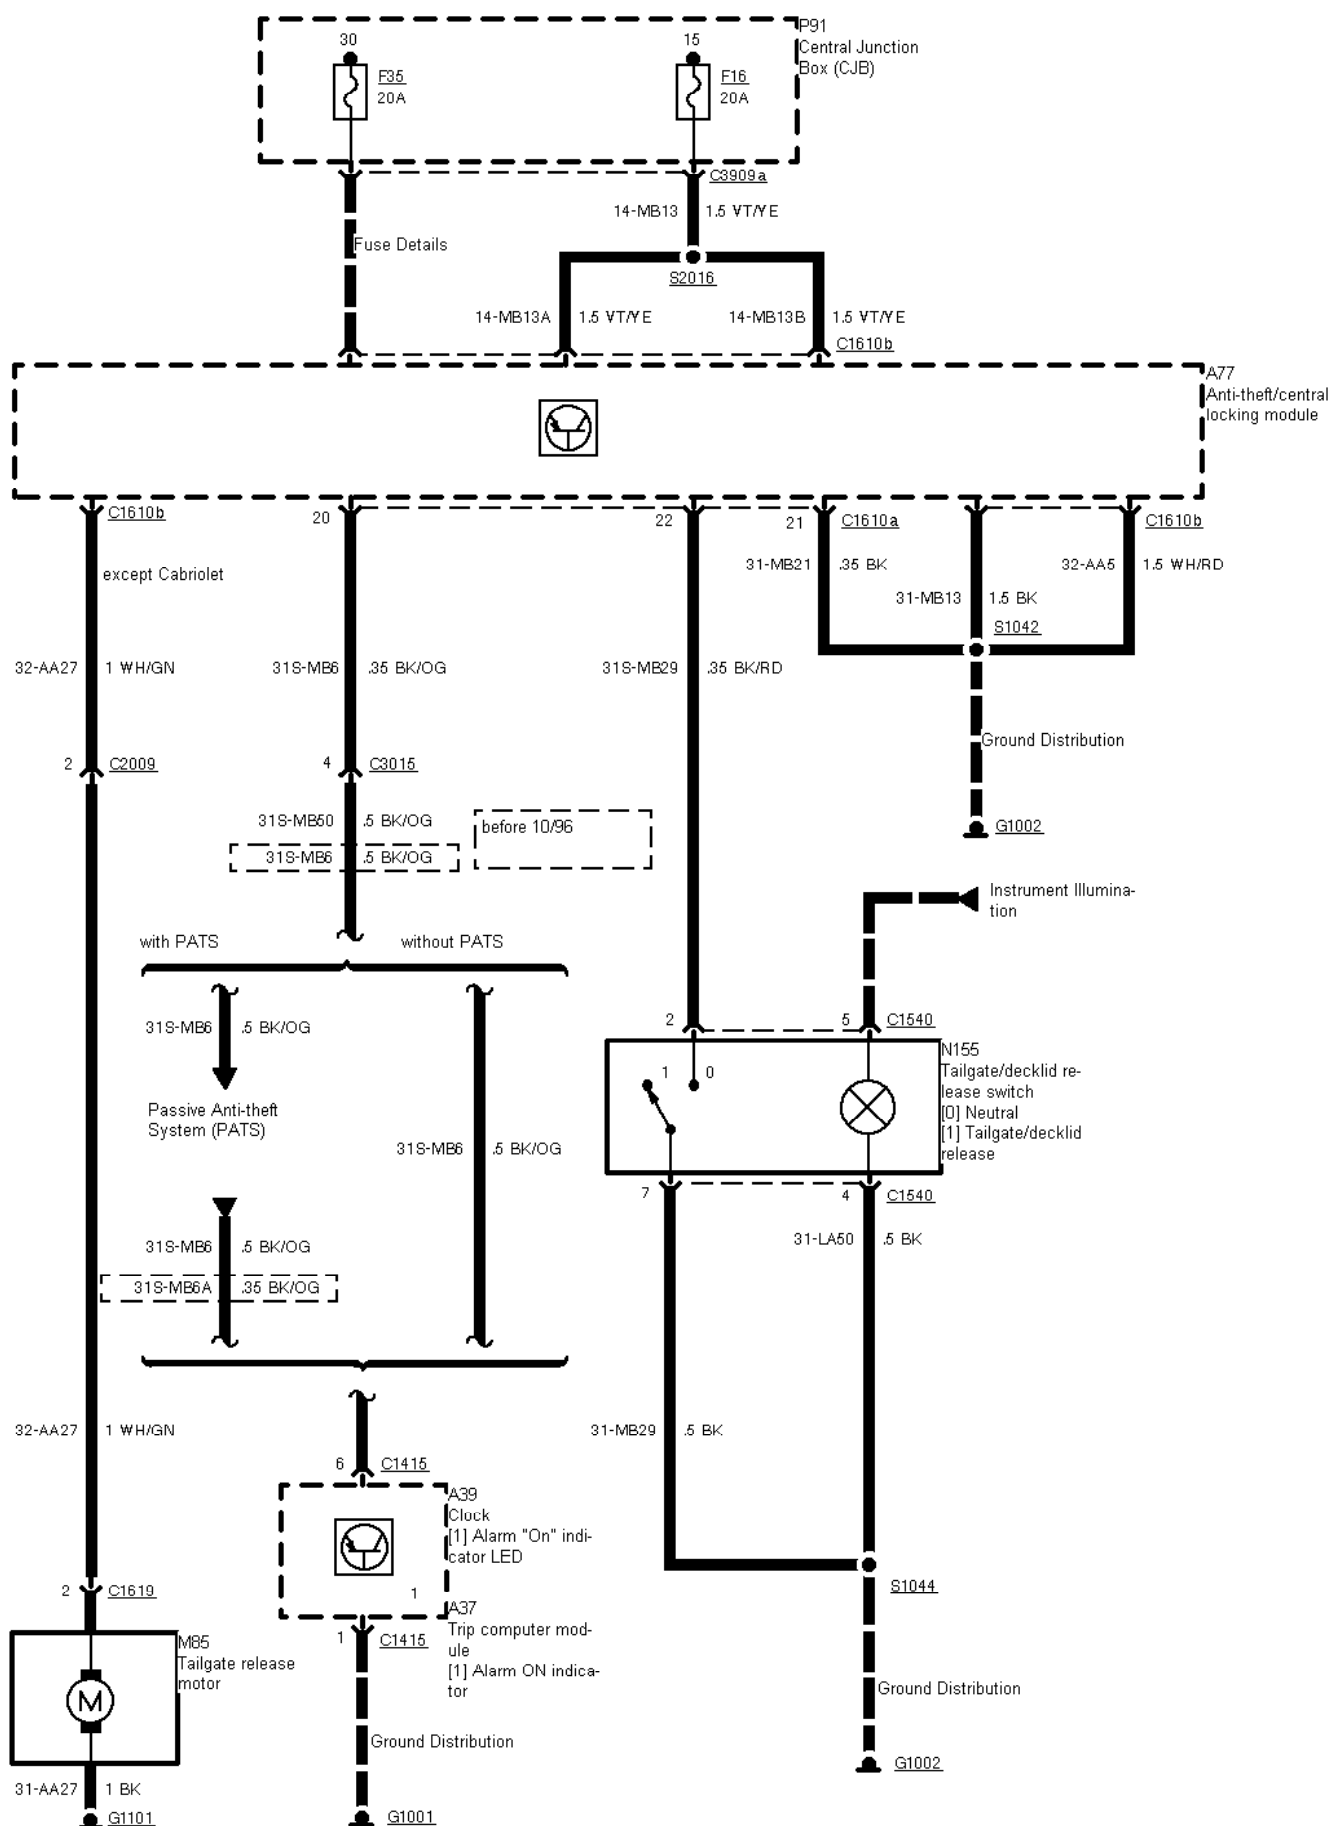 P91
Central Junction
Box (CJB)
30
15
F35
20A
F16
20A
C3909a
14-MB13 1.5 VT/YE
Fuse Details
S2016
14-MB13A 1.5 VT/YE
14-MB13B 1.5 VT/YE
C1610b
A77
Anti-theft/central
locking module
C1610b
20
22
21
C1610a
C1610b
except Cabriolet
31-MB21 .35 BK
32-AA5 1.5 WH/RD
31-MB13 1.5 BK
S1042
32-AA27 1 WH/GN
31S-MB6 .35 BK/OG
31S-MB29 .35 BK/RD
Ground Distribution
2 C2009
4 C3015
31S-MB50 .5 BK/OG
before 10/96
31S-MB6 .5 BK/OG
G1002
Instrument Illumina-
tion
with PATS
without PATS
31S-MB6 .5 BK/OG
2
5 C1540
N155
Tailgate/decklid re-
lease switch
[0] Neutral
[1] Tailgate/decklid
release
1 0
Passive Anti-theft
System (PATS)
31S-MB6 .5 BK/OG
7
4 C1540
31-LA50 .5 BK
31S-MB6 .5 BK/OG
31S-MB6A .35 BK/OG
32-AA27 1 WH/GN
31-MB29 .5 BK
6 C1415
A39
Clock
[1] Alarm "On" indi-
cator LED
1
S1044
2 C1619
A37
Trip computer mod-
ule
[1] Alarm ON indica-
tor
1 C1415
M85
Tailgate release
motor
M
Ground Distribution
Ground Distribution
G1002
31-AA27 1 BK
G1101
G1001